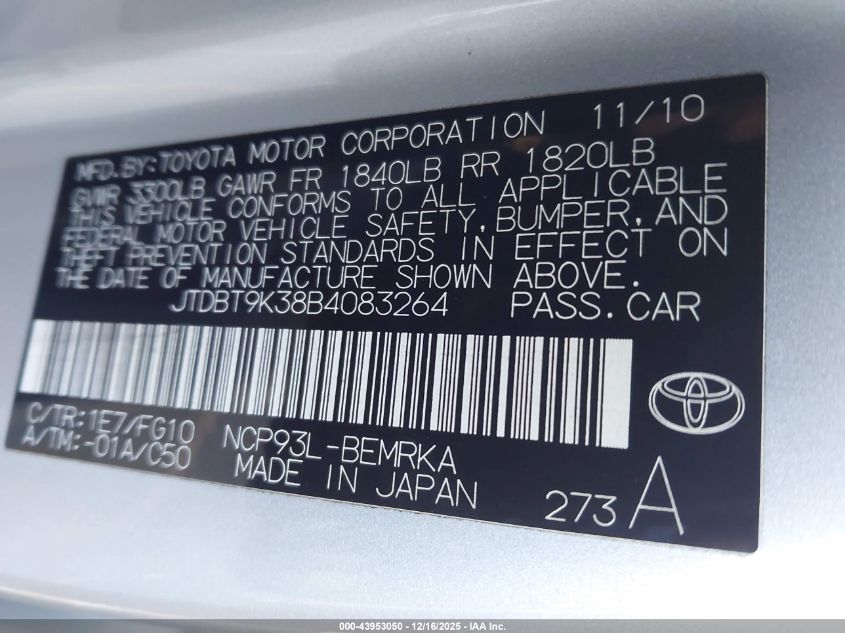 MFD.BY:TOYOTA MOTOR CORPORATION 11/10
GVWR 3300LB GAWR FR 1840LB RR 1820LB
THIS VEHICLE CONFORMS TO ALL APPLICABLE
FEDERAL MOTOR VEHICLE SAFETY, BUMPER, AND
THEFT PREVENTION STANDARDS IN EFFECT ON
THE DATE OF MANUFACTURE SHOWN ABOVE.
JTDBT9K38B4083264 PASS.CAR
C/TR:1E7/FG10
A/TM:-01A/C50
NCP93L-BEMRKA
MADE IN JAPAN
273A
000-43953050 - 12/16/2025 - IAA Inc.